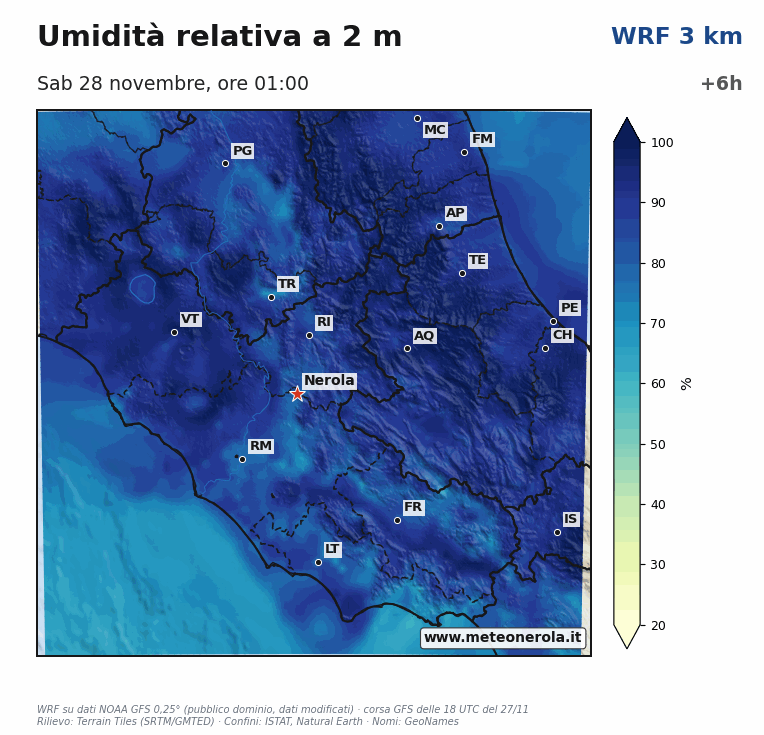 Umidità relativa a 2 m
WRF 3 km
Sab 28 novembre, ore 01:00
+6h
MC
FM
PG
AP
TE
TR
PE
VT
RI
CH
AQ
Nerola
RM
FR
IS
LT
www.meteonerola.it
100
90
80
70
60
50
40
30
20
%
WRF su dati NOAA GFS 0,25° (pubblico dominio, dati modificati) · corsa GFS delle 18 UTC del 27/11
Rilievo: Terrain Tiles (SRTM/GMTED) · Confini: ISTAT, Natural Earth · Nomi: GeoNames